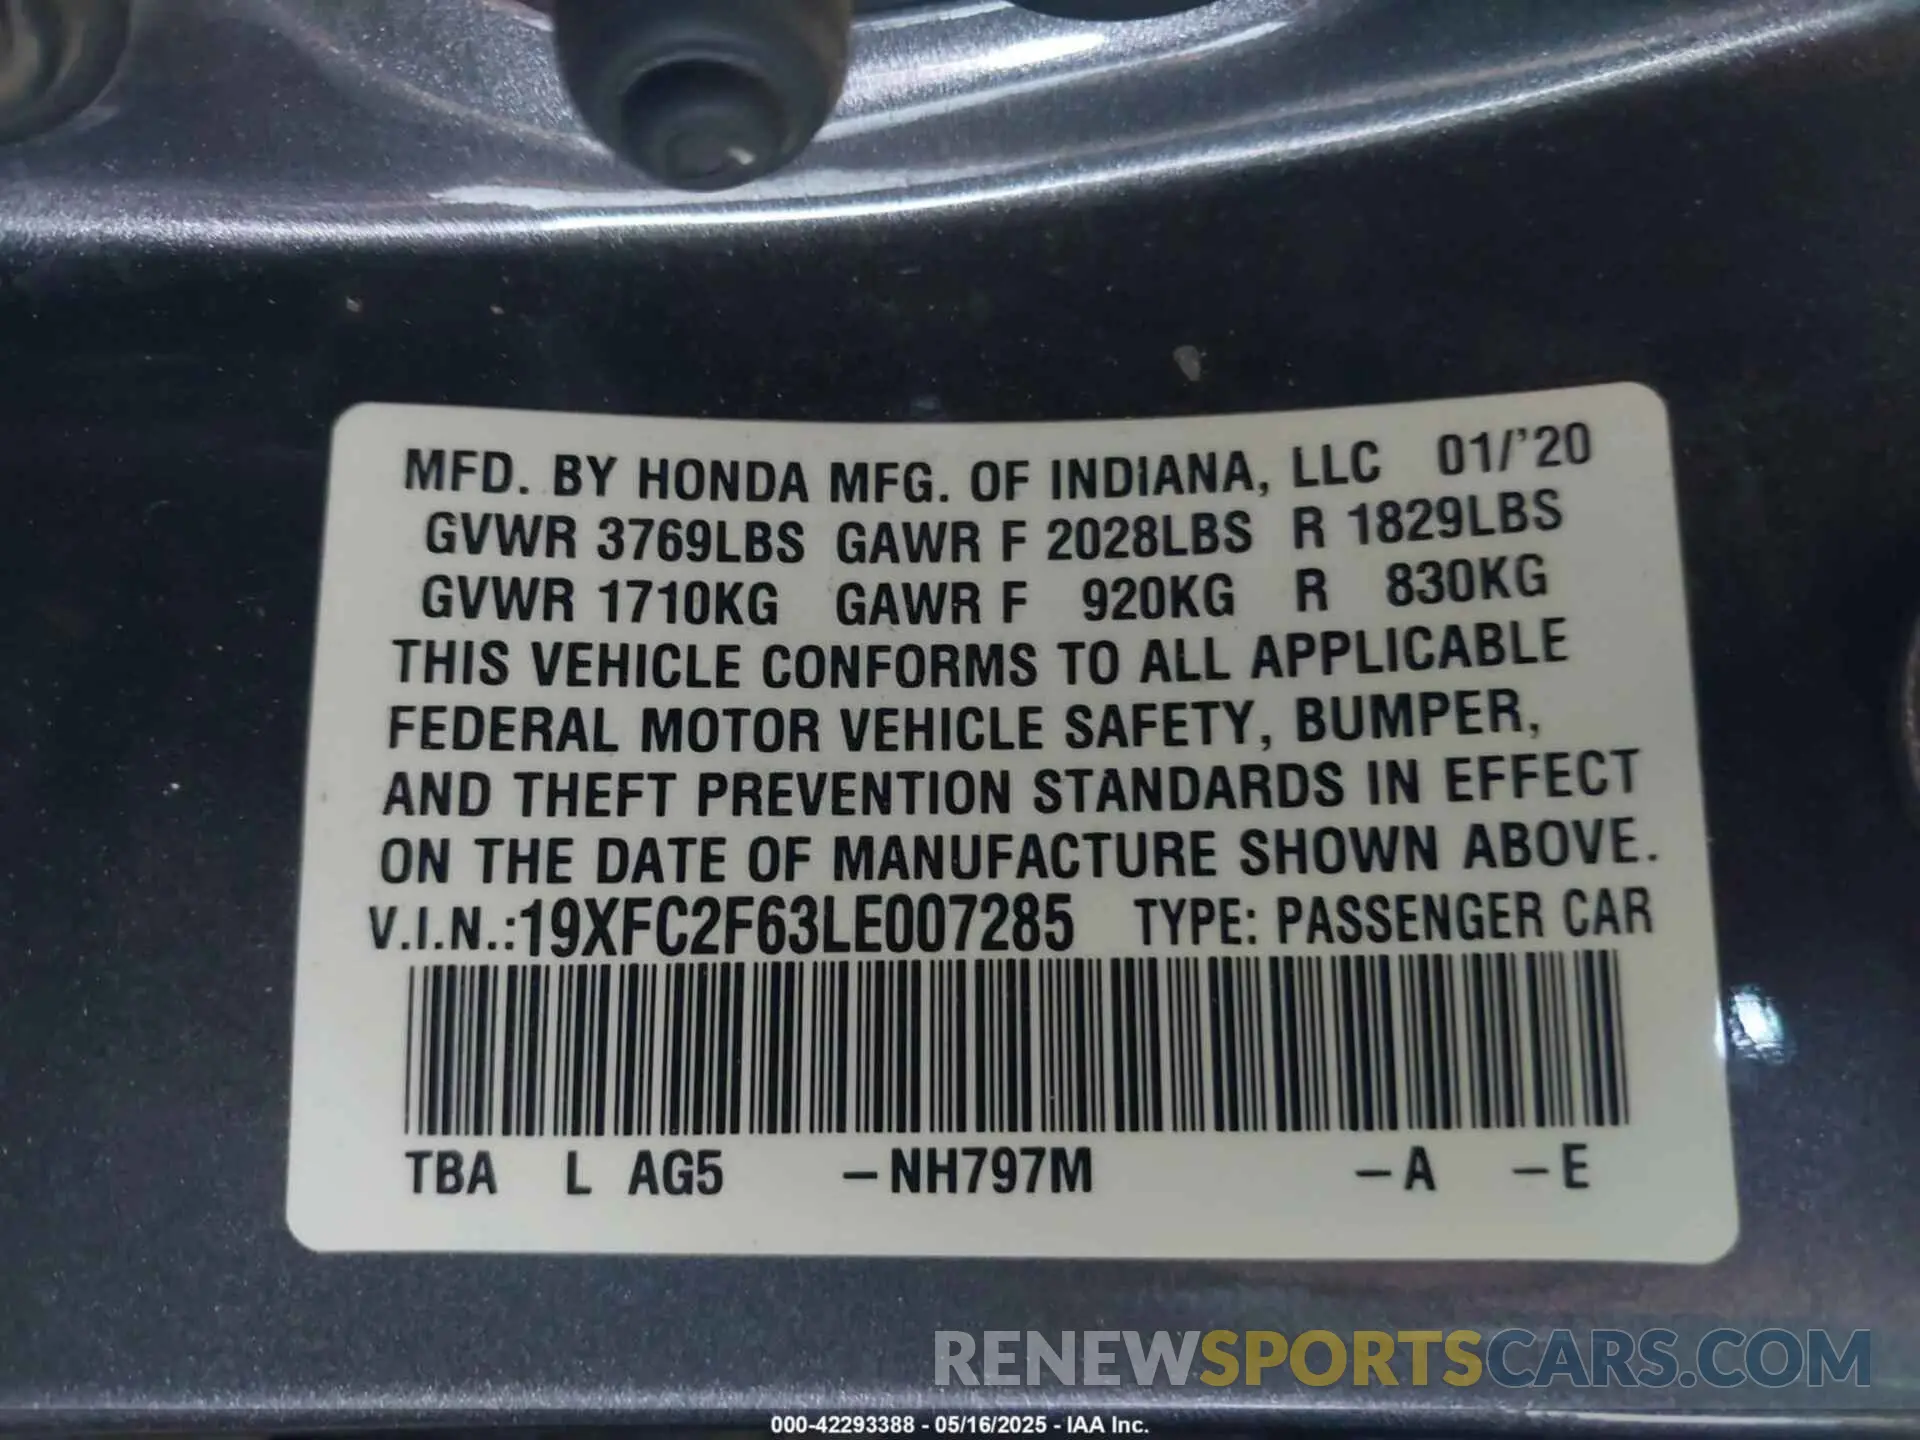 MFD. BY HONDA MFG. OF INDIANA, LLC 01/'20
GVWR 3769LBS GAWR F 2028LBS R 1829LBS
GVWR 1710KG GAWR F 920KG R 830KG
THIS VEHICLE CONFORMS TO ALL APPLICABLE
FEDERAL MOTOR VEHICLE SAFETY, BUMPER,
AND THEFT PREVENTION STANDARDS IN EFFECT
ON THE DATE OF MANUFACTURE SHOWN ABOVE.
V.I.N.:19XFC2F63LE007285 TYPE: PASSENGER CAR
TBA L AG5 –NH797M –A –E
RENEWSPORTSCARS.COM
000-42293388 - 05/16/2025 - IAA Inc.